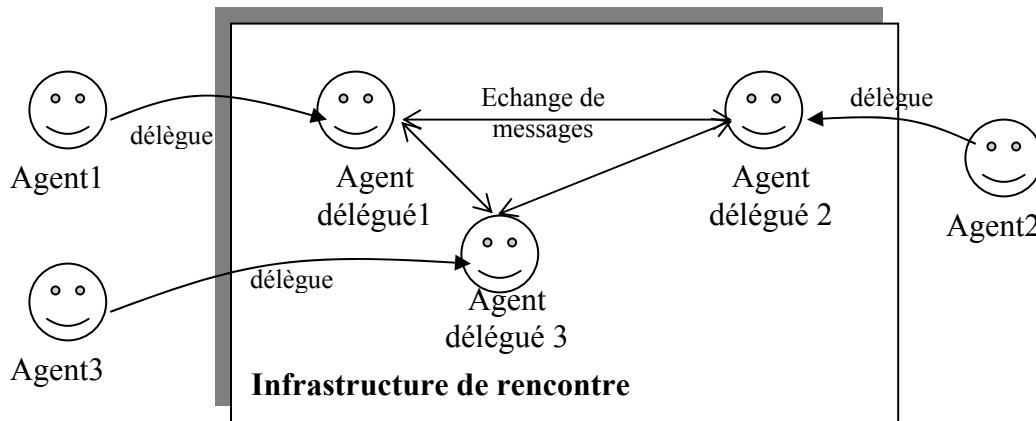 Echange de
messages
délègue
délègue
Agent1
Agent
délégué1
Agent
délégué 2
Agent2
délègue
Agent
délégué 3
Agent3
Infrastructure de rencontre